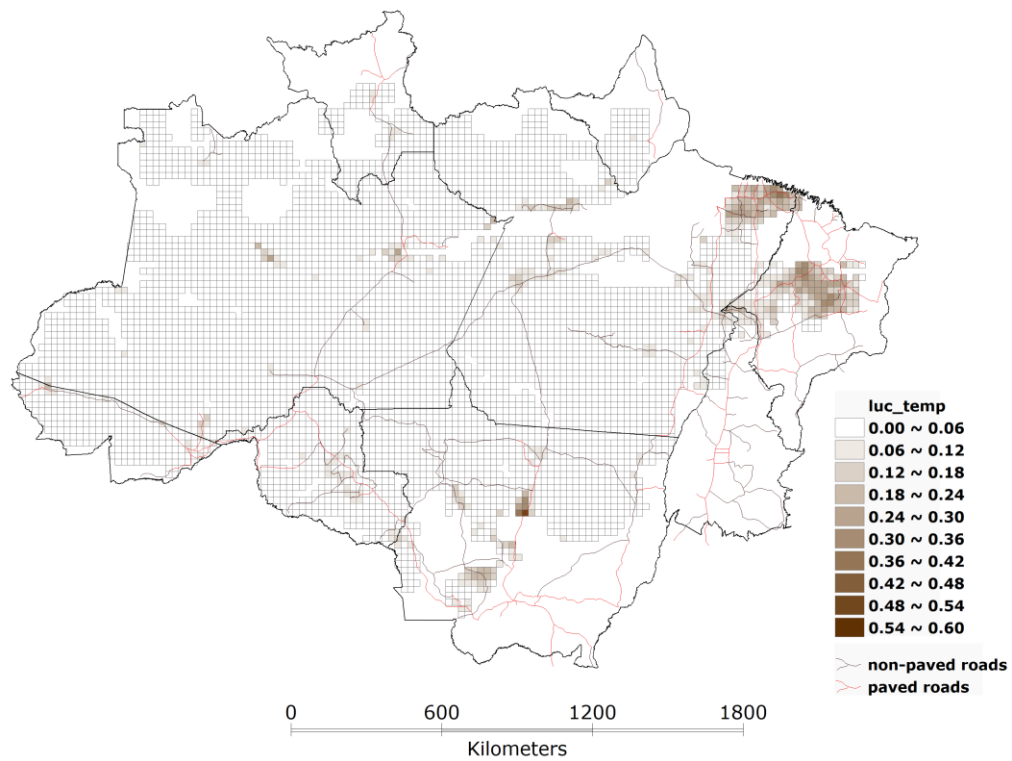 luc_temp
0.00 ~ 0.06
0.06 ~ 0.12
0.12 ~ 0.18
0.18 ~ 0.24
0.24 ~ 0.30
0.30 ~ 0.36
0.36 ~ 0.42
0.42 ~ 0.48
0.48 ~ 0.54
0.54 ~ 0.60
non-paved roads
paved roads
0 600 1200 1800
Kilometers